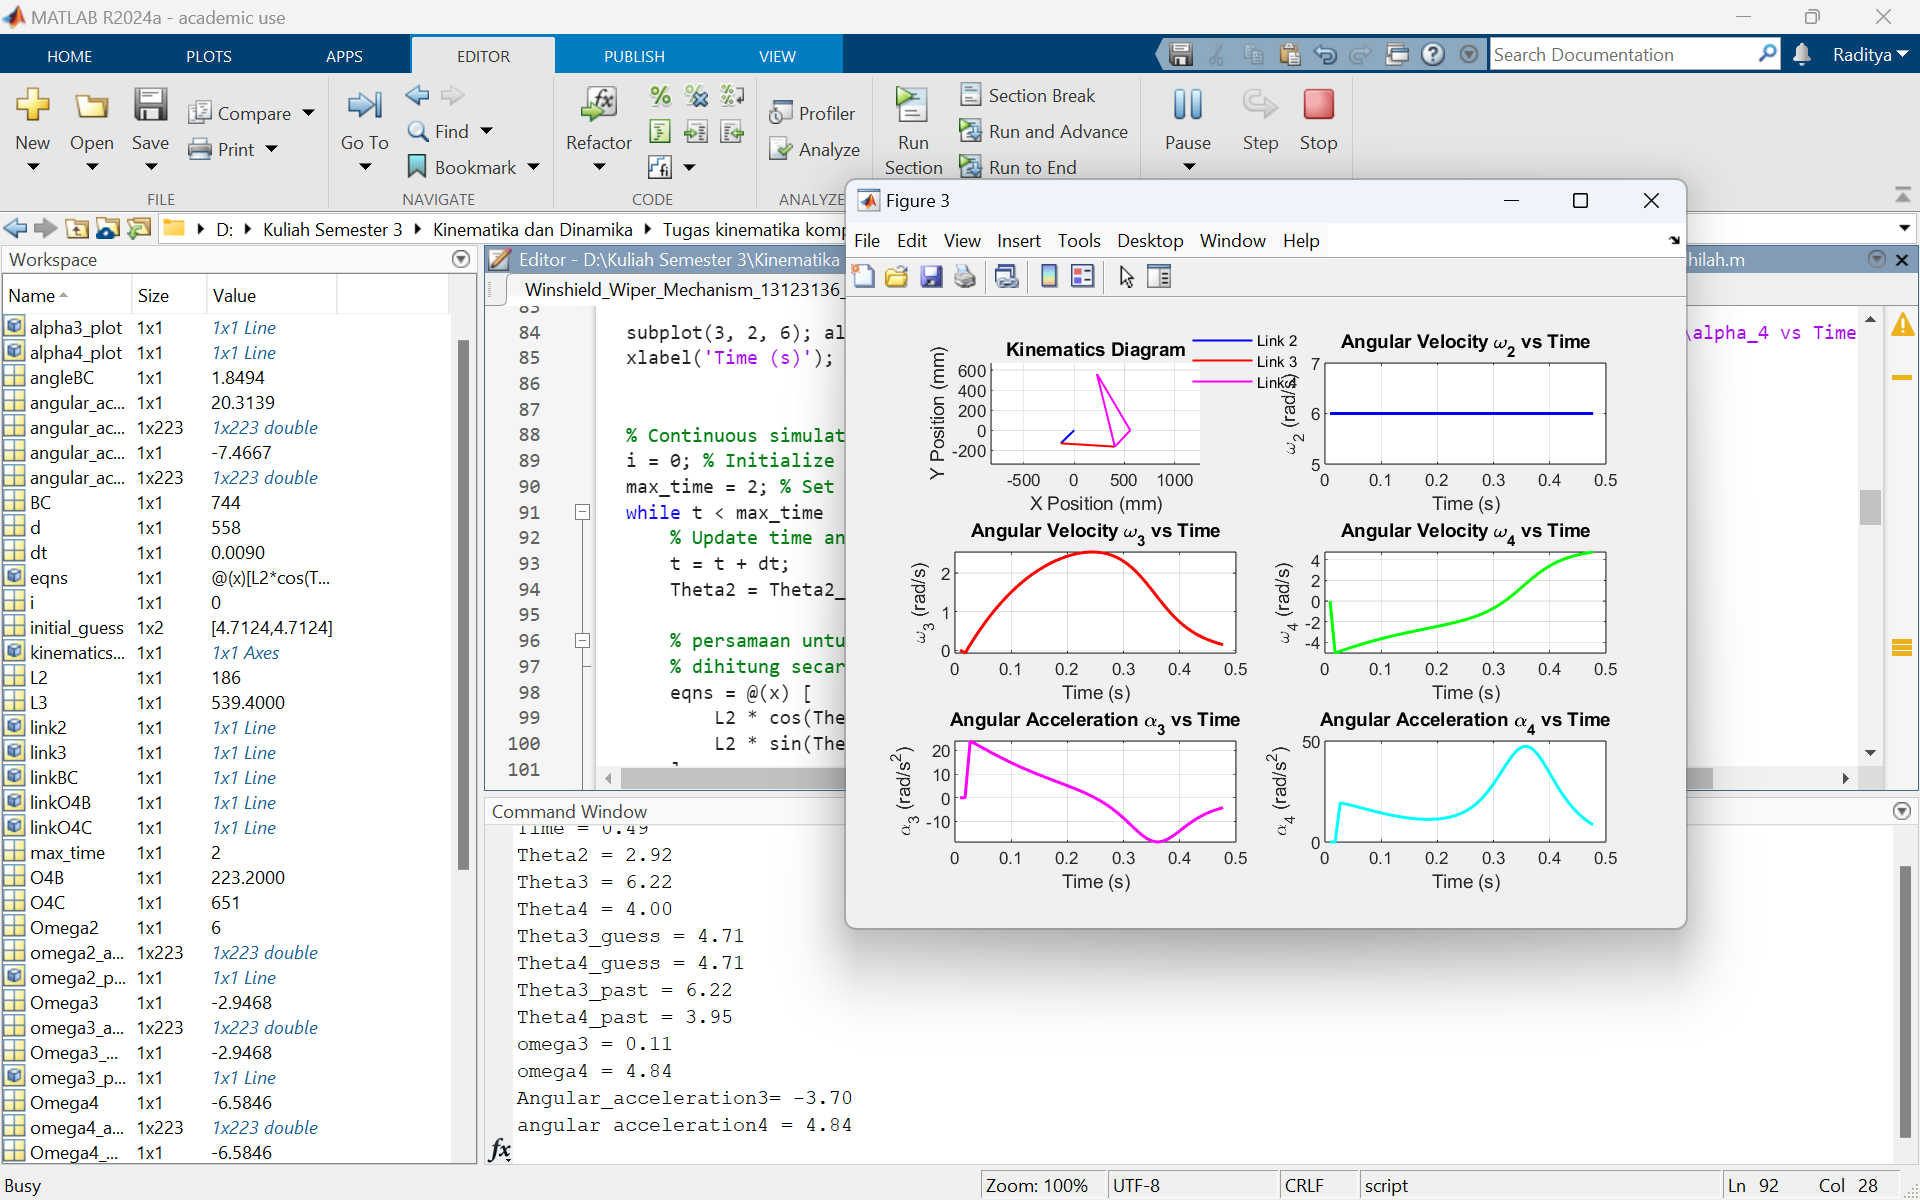 MATLAB R2024a - academic use
HOME PLOTS APPS EDITOR PUBLISH VIEW
Search Documentation
Raditya
New Open Save Compare Print
FILE
Go To Find Bookmark
NAVIGATE
Refactor
CODE
Profiler Analyze
ANALYZE
Run Section
Section Break
Run and Advance
Run to End
Pause Step Stop
D: Kuliah Semester 3 Kinematika dan Dinamika Tugas kinematika komp
Workspace
Name Size Value
alpha3_plot 1x1 1x1 Line
alpha4_plot 1x1 1x1 Line
angleBC 1x1 1.8494
angular_ac... 1x1 20.3139
angular_ac... 1x223 1x223 double
angular_ac... 1x1 -7.4667
angular_ac... 1x223 1x223 double
BC 1x1 744
d 1x1 558
dt 1x1 0.0090
eqns 1x1 @(x)[L2*cos(T...
i 1x1 0
initial_guess 1x2 [4.7124,4.7124]
kinematics... 1x1 1x1 Axes
L2 1x1 186
L3 1x1 539.4000
link2 1x1 1x1 Line
link3 1x1 1x1 Line
linkBC 1x1 1x1 Line
linkO4B 1x1 1x1 Line
linkO4C 1x1 1x1 Line
max_time 1x1 2
O4B 1x1 223.2000
O4C 1x1 651
Omega2 1x1 6
omega2_a... 1x223 1x223 double
omega2_p... 1x1 1x1 Line
Omega3 1x1 -2.9468
omega3_a... 1x223 1x223 double
Omega3_... 1x1 -2.9468
omega3_p... 1x1 1x1 Line
Omega4 1x1 -6.5846
omega4_a... 1x223 1x223 double
Omega4_... 1x1 -6.5846
Editor - D:\Kuliah Semester 3\Kinematika
hilah.m
Winshield_Wiper_Mechanism_13123136_
83
84 subplot(3, 2, 6); al
\alpha_4 vs Time
85 xlabel('Time (s)');
86
87
88 % Continuous simulat
89 i = 0; % Initialize
90 max_time = 2; % Set
91 while t < max_time
92 % Update time an
93 t = t + dt;
94 Theta2 = Theta2_
95
96 % persamaan untu
97 % dihitung secar
98 eqns = @(x) [
99 L2 * cos(The
100 L2 * sin(The
101
Command Window
Time = 0.49
Theta2 = 2.92
Theta3 = 6.22
Theta4 = 4.00
Theta3_guess = 4.71
Theta4_guess = 4.71
Theta3_past = 6.22
Theta4_past = 3.95
omega3 = 0.11
omega4 = 4.84
Angular_acceleration3= -3.70
angular acceleration4 = 4.84
fx
Figure 3
File Edit View Insert Tools Desktop Window Help
Kinematics Diagram
Link 2
Link 3
Link 4
Y Position (mm)
600
400
200
0
-200
-500 0 500 1000
X Position (mm)
Angular Velocity ω2 vs Time
ω2 (rad/s)
7
6
5
0 0.1 0.2 0.3 0.4 0.5
Time (s)
Angular Velocity ω3 vs Time
ω3 (rad/s)
2
1
0
0 0.1 0.2 0.3 0.4 0.5
Time (s)
Angular Velocity ω4 vs Time
ω4 (rad/s)
4
2
0
-2
-4
0 0.1 0.2 0.3 0.4 0.5
Time (s)
Angular Acceleration α3 vs Time
α3 (rad/s2)
20
10
0
-10
0 0.1 0.2 0.3 0.4 0.5
Time (s)
Angular Acceleration α4 vs Time
α4 (rad/s2)
50
0
0 0.1 0.2 0.3 0.4 0.5
Time (s)
Busy
Zoom: 100% UTF-8 CRLF script Ln 92 Col 28